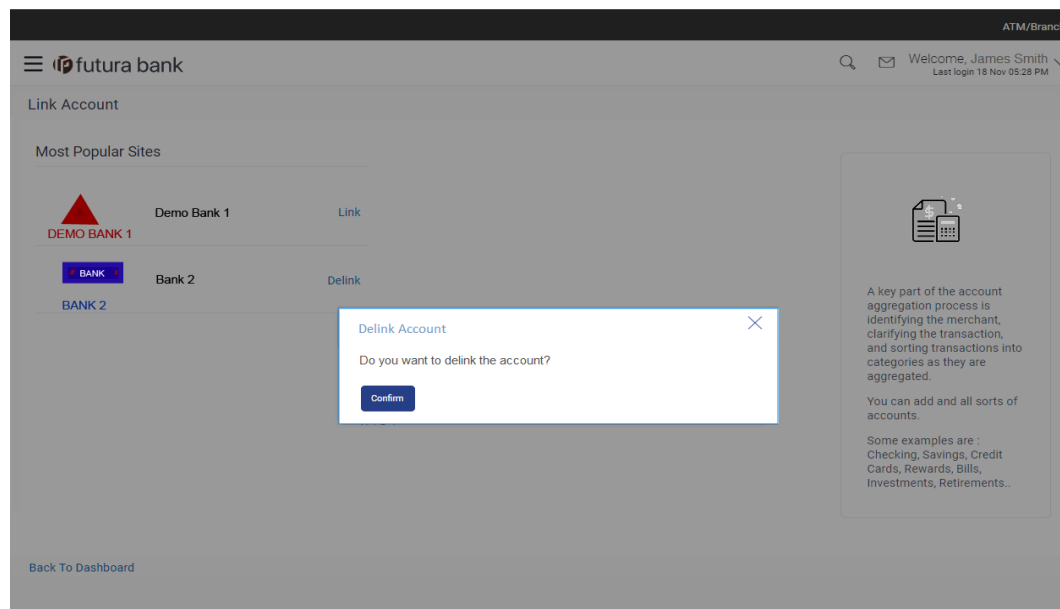 ATM/Branc
futura bank
Welcome, James Smith
Last login 18 Nov 05:28 PM
Link Account
Most Popular Sites
DEMO BANK 1
Demo Bank 1
Link
BANK
BANK 2
Bank 2
Delink
Delink Account
Do you want to delink the account?
Confirm
A key part of the account
aggregation process is
identifying the merchant,
clarifying the transaction,
and sorting transactions into
categories as they are
aggregated.
You can add and all sorts of
accounts.
Some examples are :
Checking, Savings, Credit
Cards, Rewards, Bills,
Investments, Retirements..
Back To Dashboard